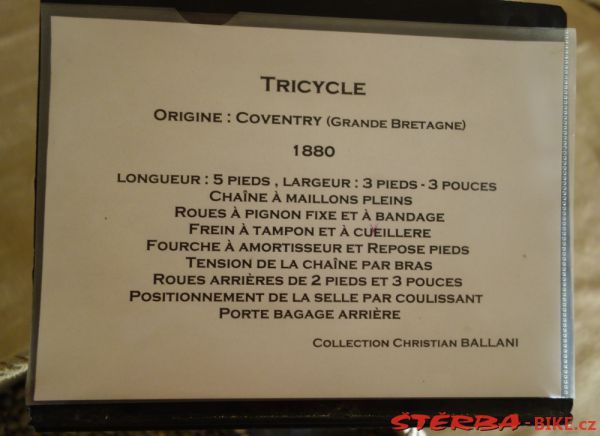 TRICYCLE
ORIGINE : COVENTRY (GRANDE BRETAGNE)
1880
LONGUEUR : 5 PIEDS , LARGEUR : 3 PIEDS - 3 POUCES
CHAÎNE À MAILLONS PLEINS
ROUES À PIGNON FIXE ET À BANDAGE
FREIN À TAMPON ET À CUEILLERE
FOURCHE À AMORTISSEUR ET REPOSE PIEDS
TENSION DE LA CHAÎNE PAR BRAS
ROUES ARRIÈRES DE 2 PIEDS ET 3 POUCES
POSITIONNEMENT DE LA SELLE PAR COULISSANT
PORTE BAGAGE ARRIÈRE
COLLECTION CHRISTIAN BALLANI
ŠTĚRBA-BIKE.CZ